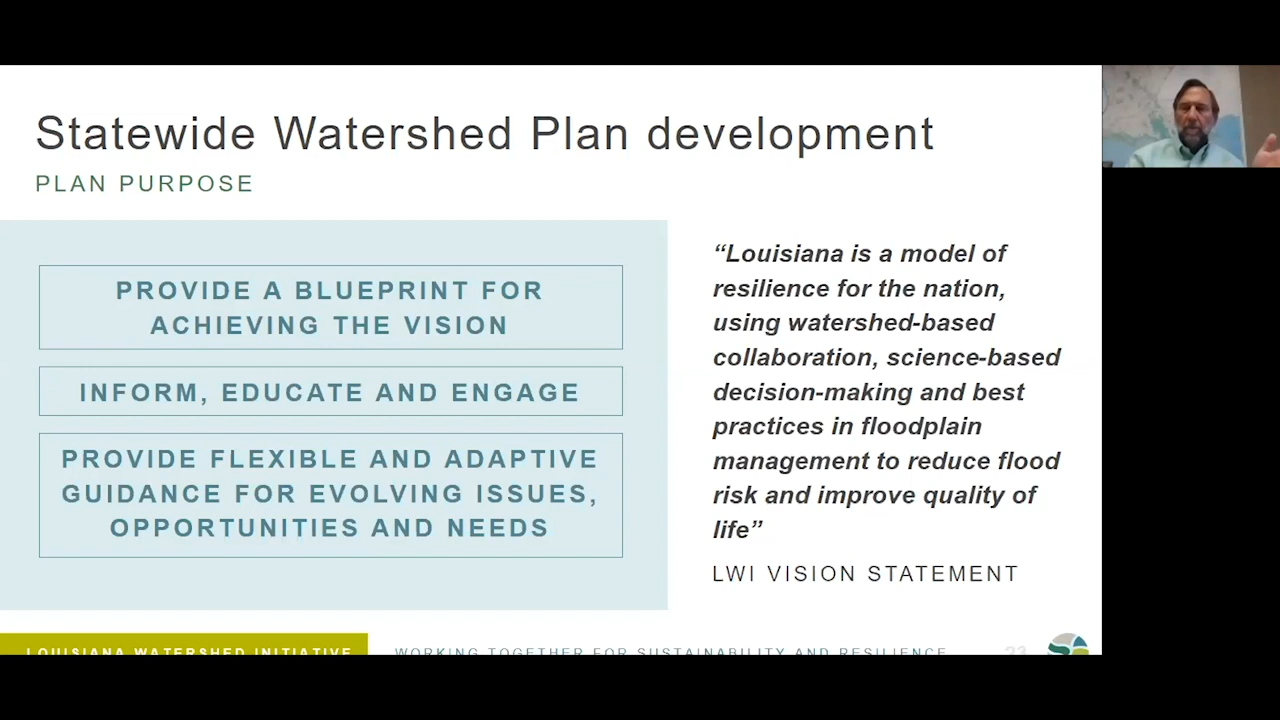 Statewide Watershed Plan development
PLAN PURPOSE
PROVIDE A BLUEPRINT FOR
ACHIEVING THE VISION
INFORM, EDUCATE AND ENGAGE
PROVIDE FLEXIBLE AND ADAPTIVE
GUIDANCE FOR EVOLVING ISSUES,
OPPORTUNITIES AND NEEDS
“Louisiana is a model of
resilience for the nation,
using watershed-based
collaboration, science-based
decision-making and best
practices in floodplain
management to reduce flood
risk and improve quality of
life”
LWI VISION STATEMENT
LOUISIANA WATERSHED INITIATIVE
WORKING TOGETHER FOR SUSTAINABILITY AND RESILIENCE
23